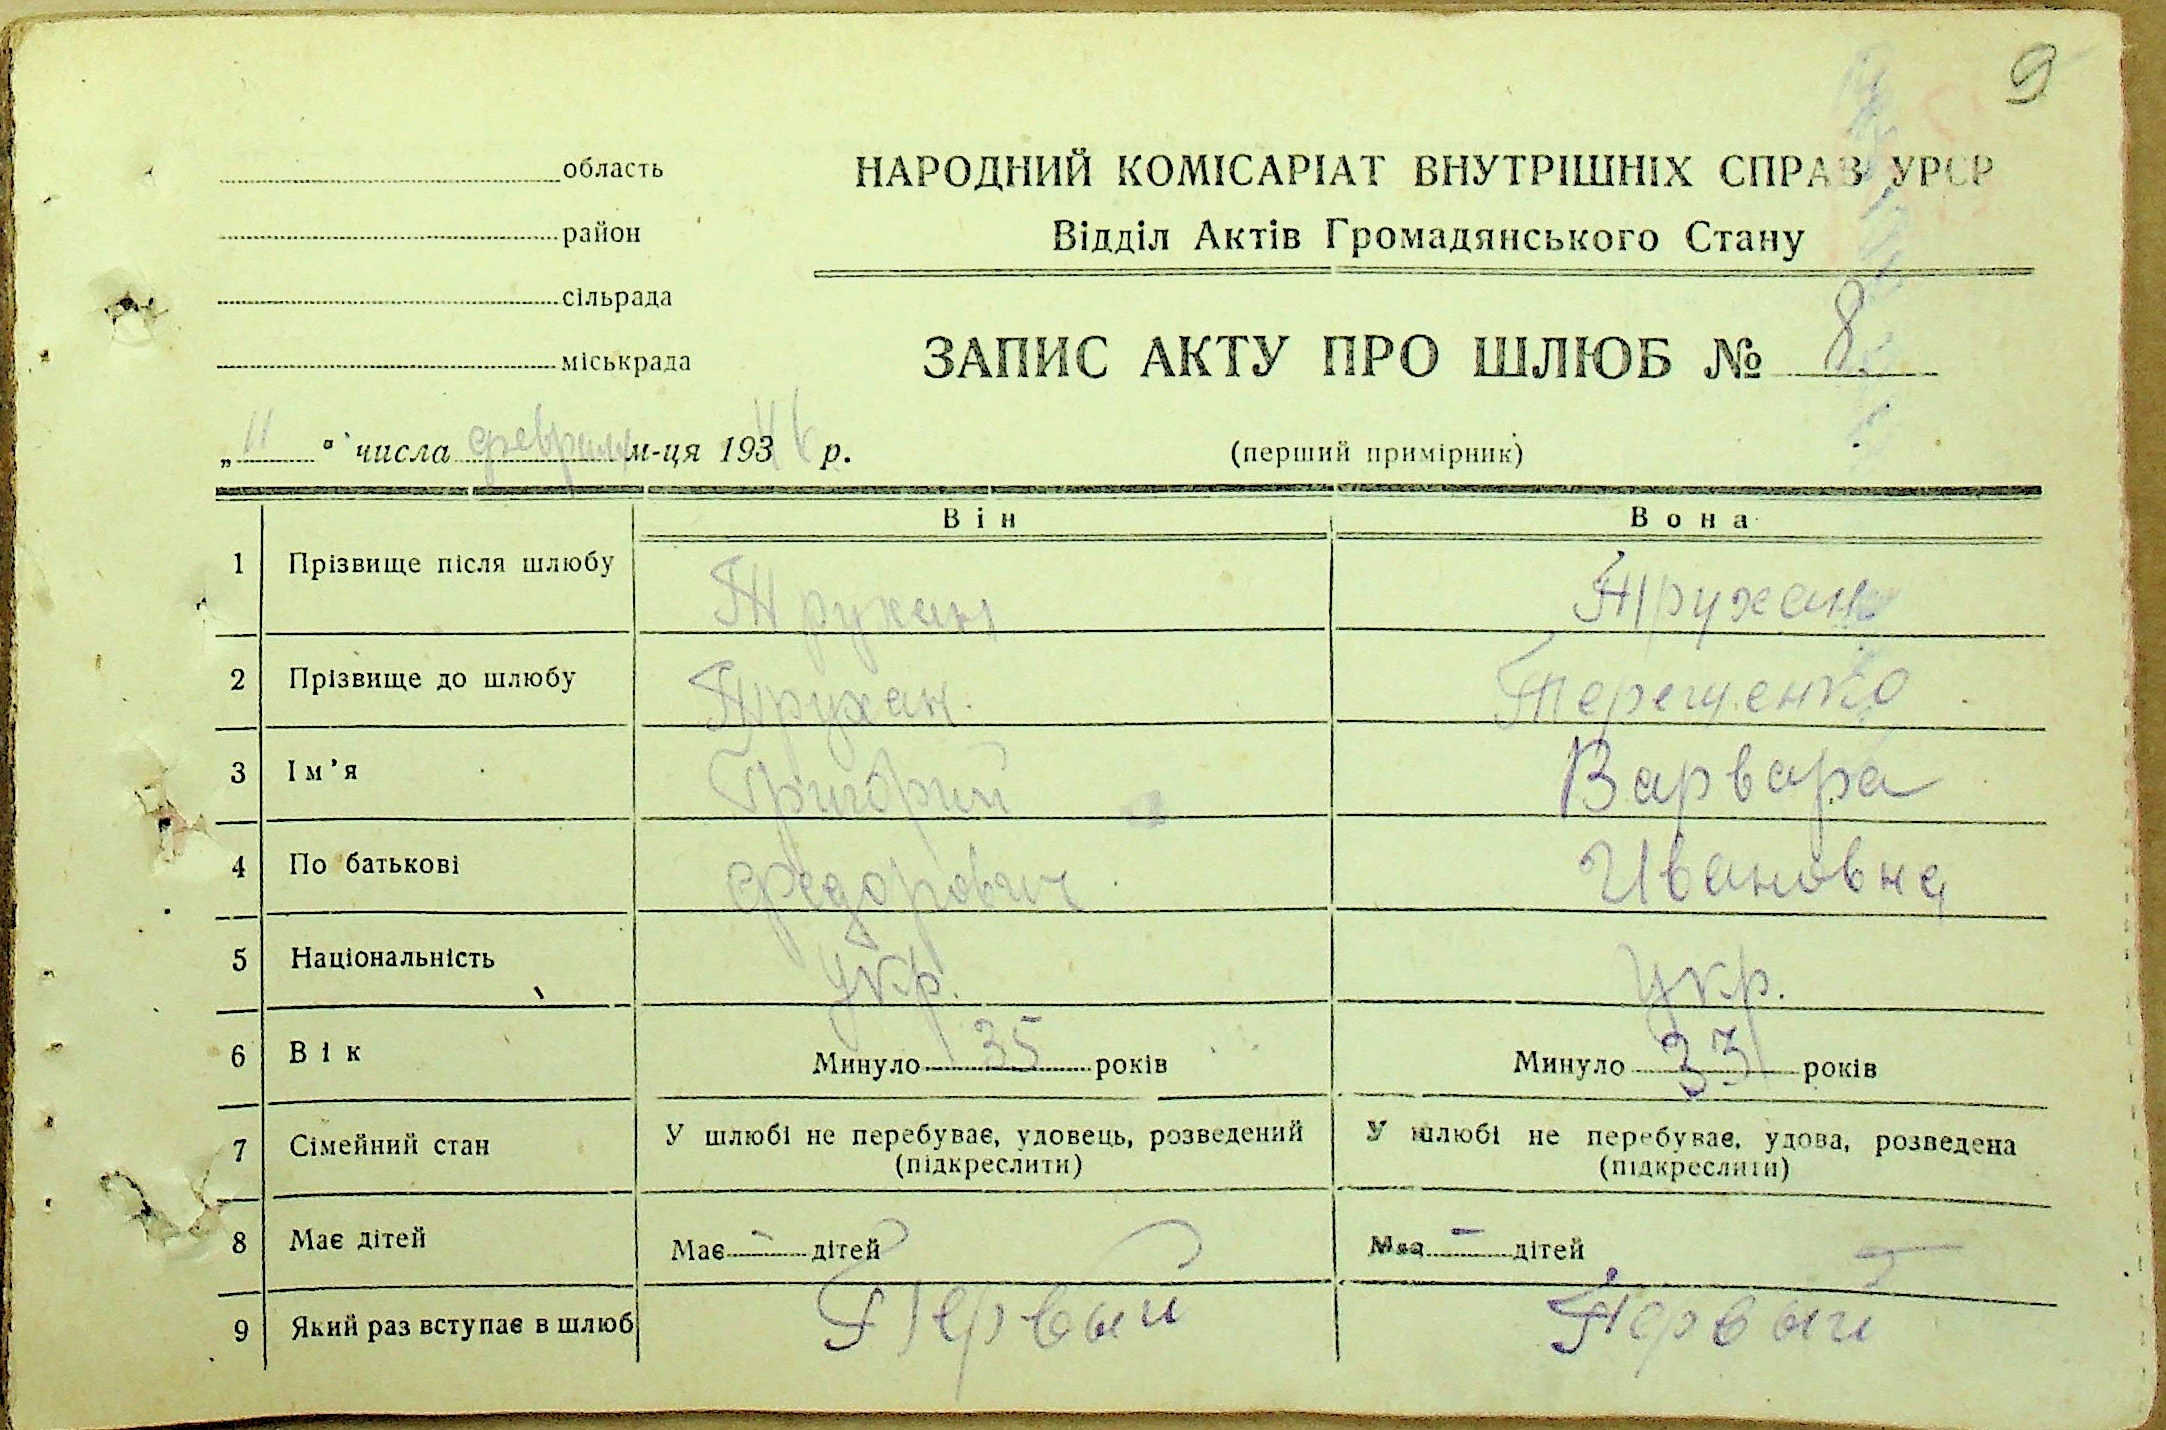 9
область
район
сільрада
міськрада
НАРОДНИЙ КОМІСАРІАТ ВНУТРІШНІХ СПРАВ УРСР
Відділ Актів Громадянського Стану
ЗАПИС АКТУ ПРО ШЛЮБ № 8
„11" числа февраля м-ця 19346 р.
(перший примірник)
Він Вона
1 Прізвище після шлюбу Трухан Трухан
2 Прізвище до шлюбу Трухан. Терещенко
3 Ім'я Григорий Варвара
4 По батькові Федорович Ивановна
5 Національність укр. укр.
6 Вік Минуло 35 років Минуло 33 років
7 Сімейний стан У шлюбі не перебуває, удовець, розведений У шлюбі не перебуває, удова, розведена
(підкреслити) (підкреслити)
8 Має дітей Має - дітей Має - дітей
9 Який раз вступає в шлюб Первый Первый